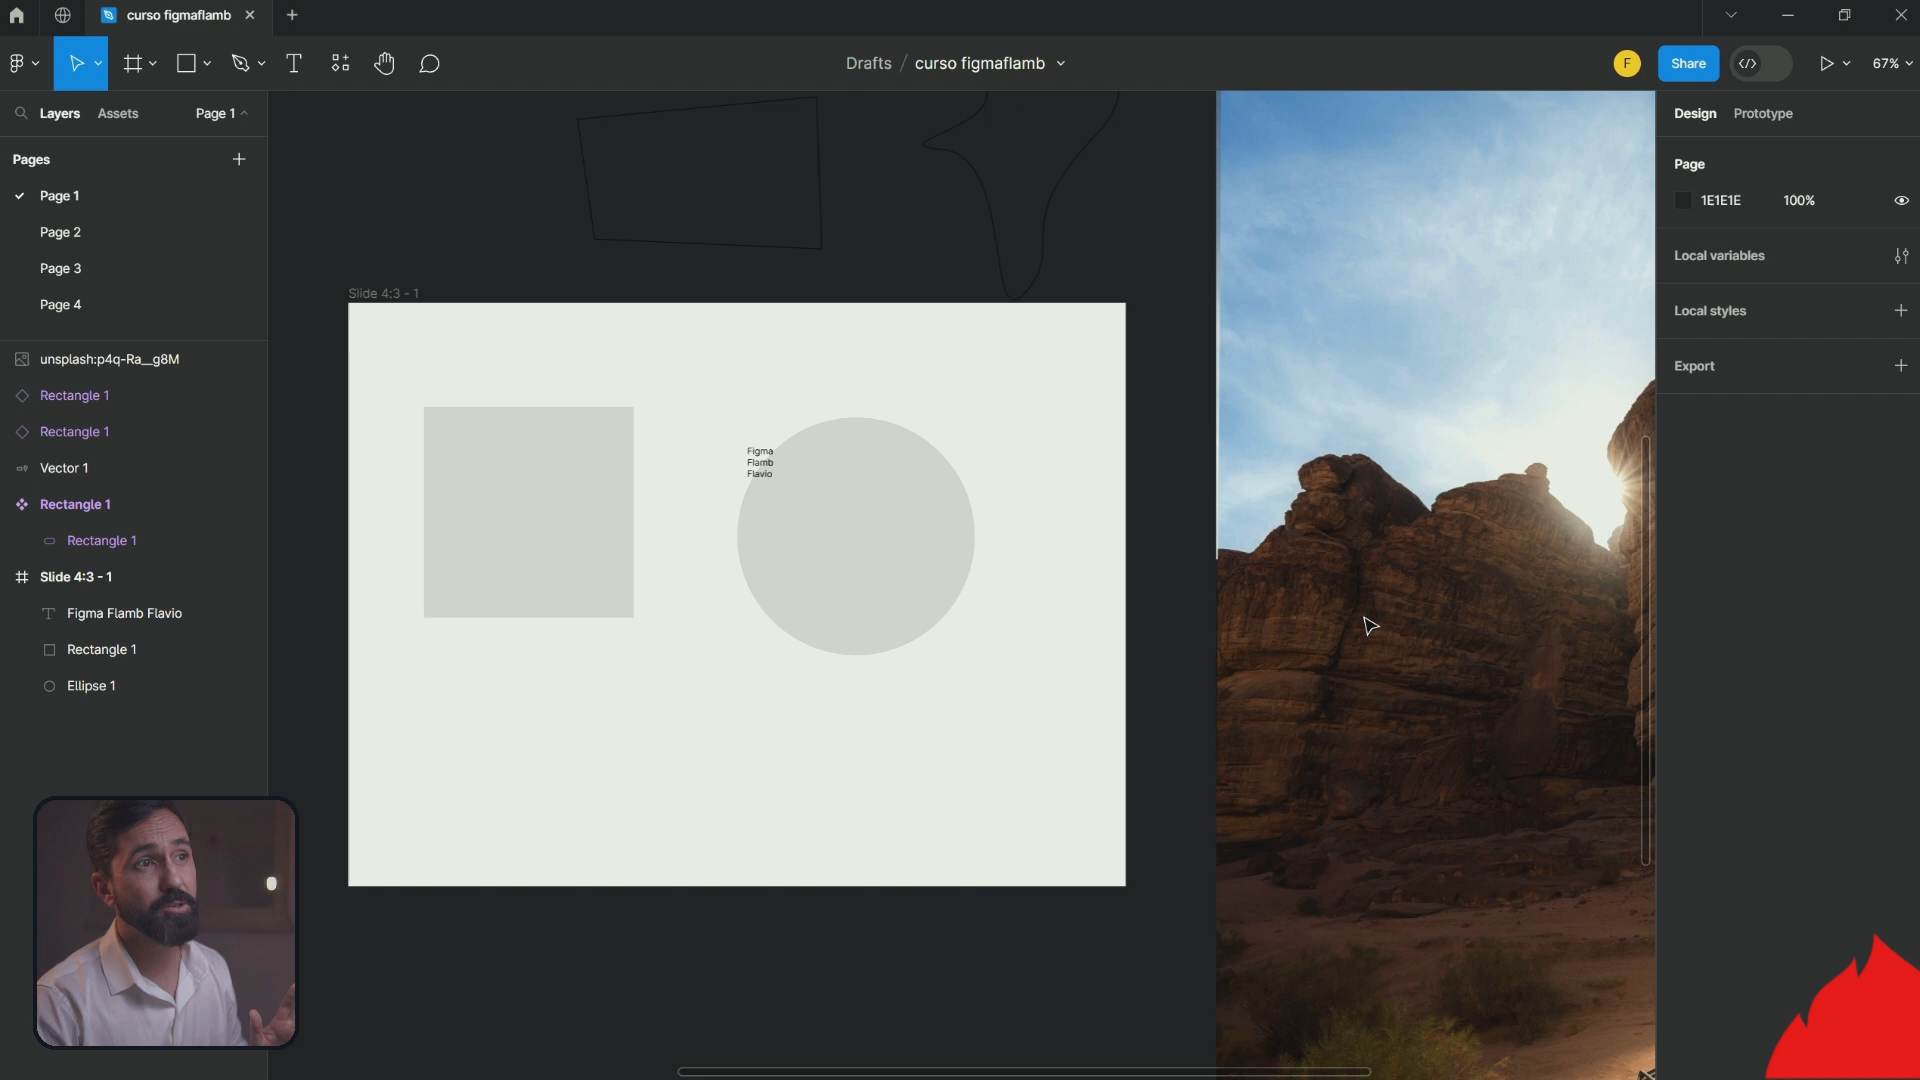 curso figmaflamb
Drafts / curso figmaflamb
F
Share
67%
Layers
Assets
Page 1
Pages
Page 1
Page 2
Page 3
Page 4
unsplash:p4q-Ra__g8M
Rectangle 1
Rectangle 1
Vector 1
Rectangle 1
Rectangle 1
Slide 4:3 - 1
Figma Flamb Flavio
Rectangle 1
Ellipse 1
Slide 4:3 - 1
Figma
Flamb
Flavio
Design
Prototype
Page
1E1E1E
100%
Local variables
Local styles
Export